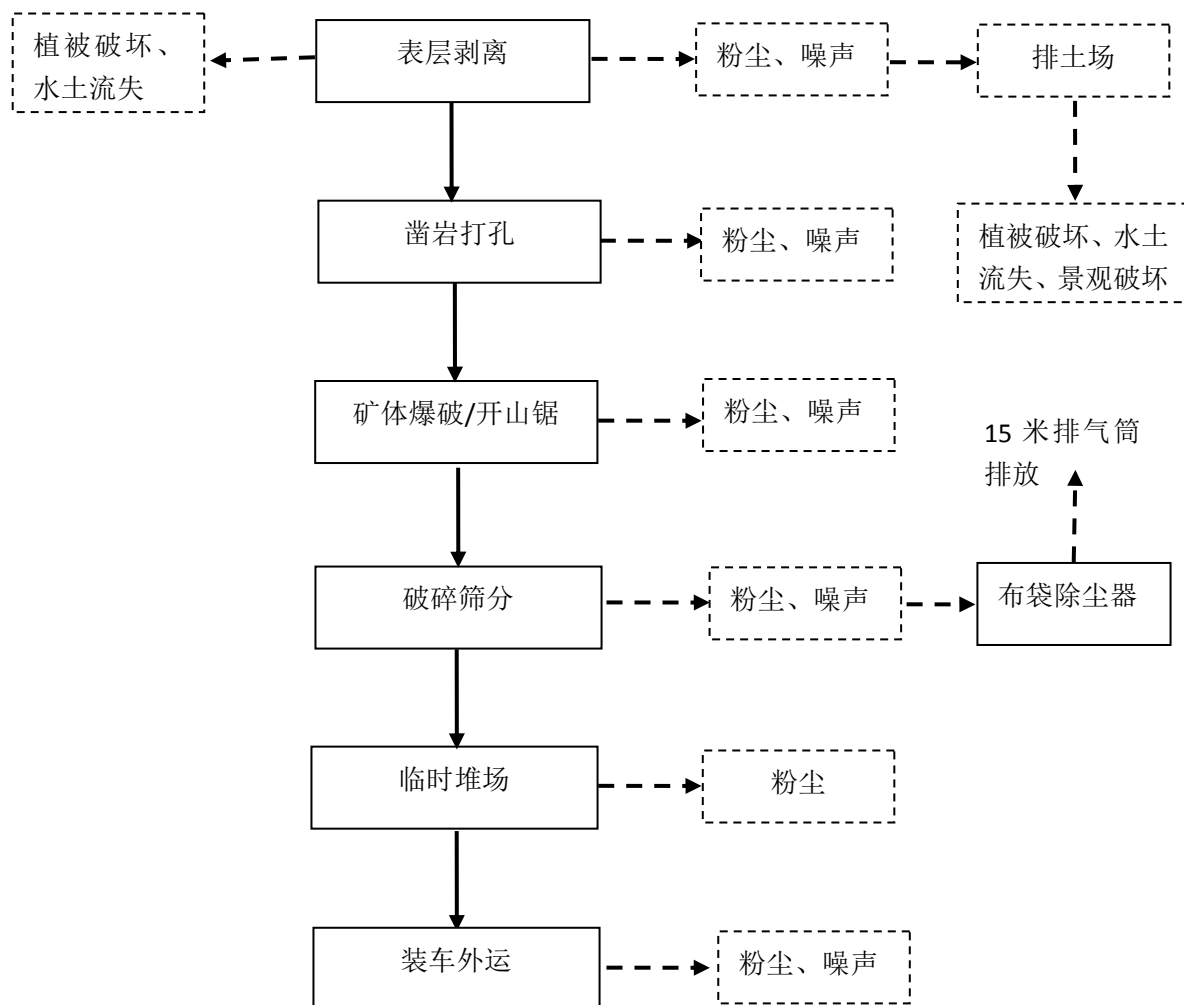 植被破坏、
水土流失
表层剥离
粉尘、噪声
排土场
凿岩打孔
粉尘、噪声
植被破坏、水土
流失、景观破坏
矿体爆破/开山锯
粉尘、噪声
15 米排气筒
排放
破碎筛分
粉尘、噪声
布袋除尘器
临时堆场
粉尘
装车外运
粉尘、噪声